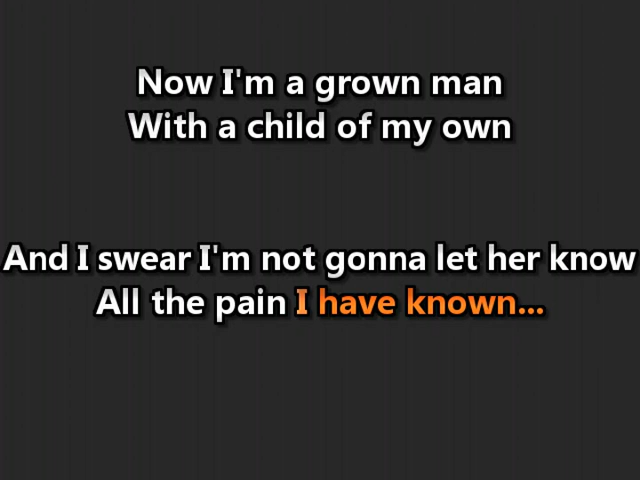 Now I'm a grown man
With a child of my own
And I swear I'm not gonna let her know
All the pain I have known...